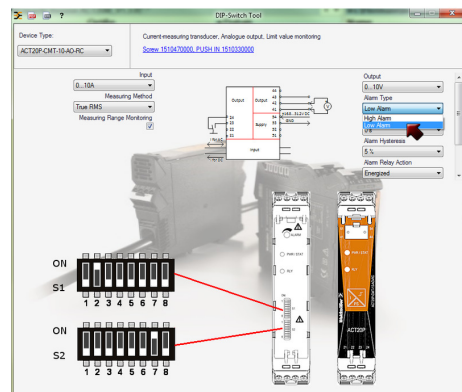 DIP-Switch Tool
Device Type:
ACT20P-CMT-10-AO-RC
Current-measuring transducer, Analogue output, Limit value monitoring
Screw 1510470000, PUSH IN 1510330000
Input
0...10A
Measuring Method
True RMS
Measuring Range Monitoring
Output
0...10V
Alarm Type
Low Alarm
High Alarm
Low Alarm
Alarm Hysteresis
5 %
Alarm Relay Action
Energized
Output
Output
Supply
Input
ALARM
PWR / STAT
RLY
PWR / STAT
RLY
ACT20P
ON
S1
1 2 3 4 5 6 7 8
ON
S2
1 2 3 4 5 6 7 8